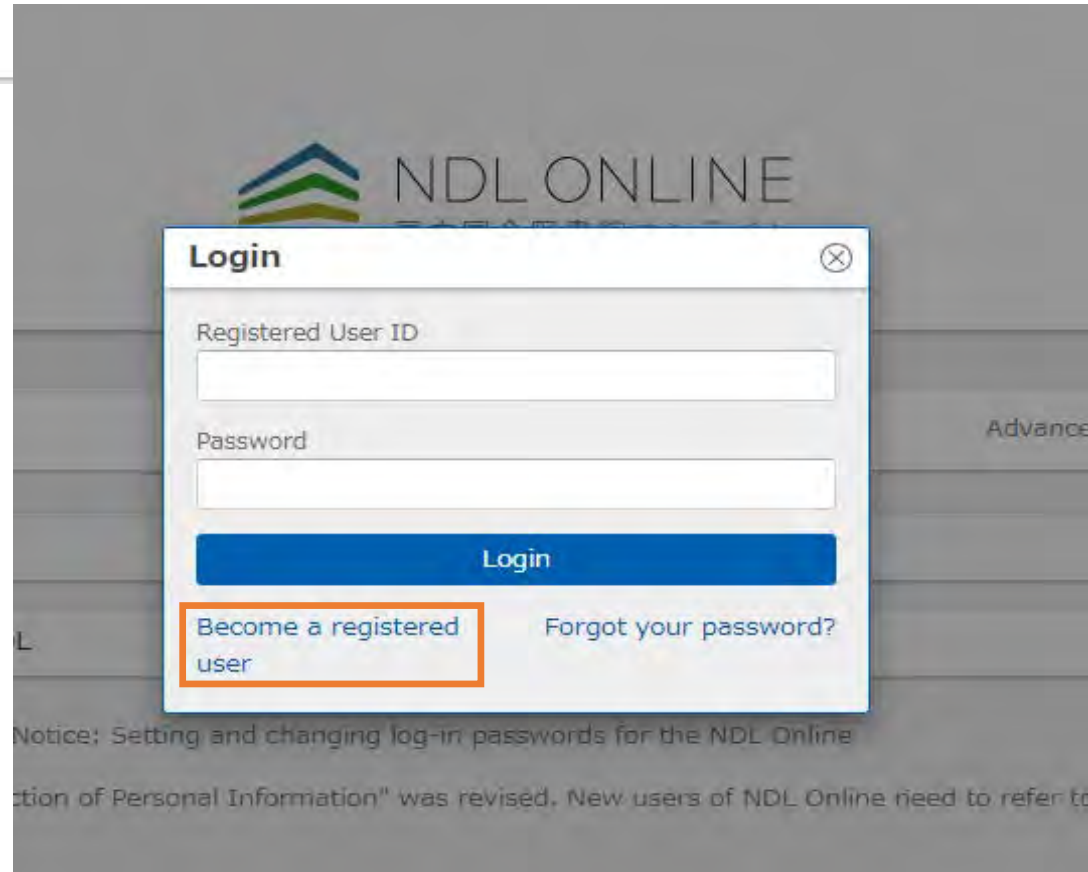 NDL ONLINE
Login
Registered User ID
Password
Advance
Login
Become a registered
user
Forgot your password?
Notice: Setting and changing log-in passwords for the NDL Online
ction of Personal Information" was revised. New users of NDL Online need to refer to